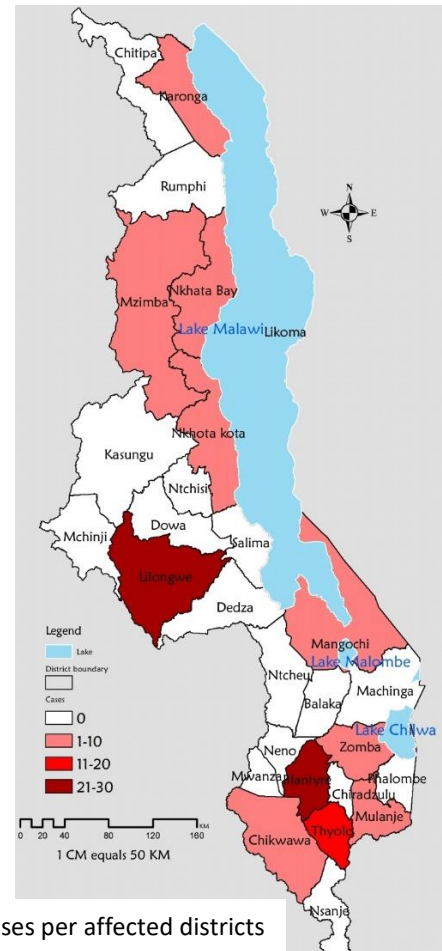 Chitipa
Karonga
Rumphi
N
W E
S
Nkhata Bay
Mzimba
Lake Malawi Likoma
Nkhota kota
Kasungu
Ntchisi
Dowa
Mchinji
Salima
Lilongwe
Dedza
Legend
Lake
District boundary
Cases
0
1-10
11-20
21-30
Mangochi
Lake Malombe
Ntcheu
Machinga
Balaka
Lake Chilwa
Neno
Zomba
Mwanza
Blantyre
Phalombe
Chiradzulu
Mulanje
Thyolo
Chikwawa
Nsanje
KM
0 20 40 80 120 160
1 CM equals 50 KM
ses per affected districts